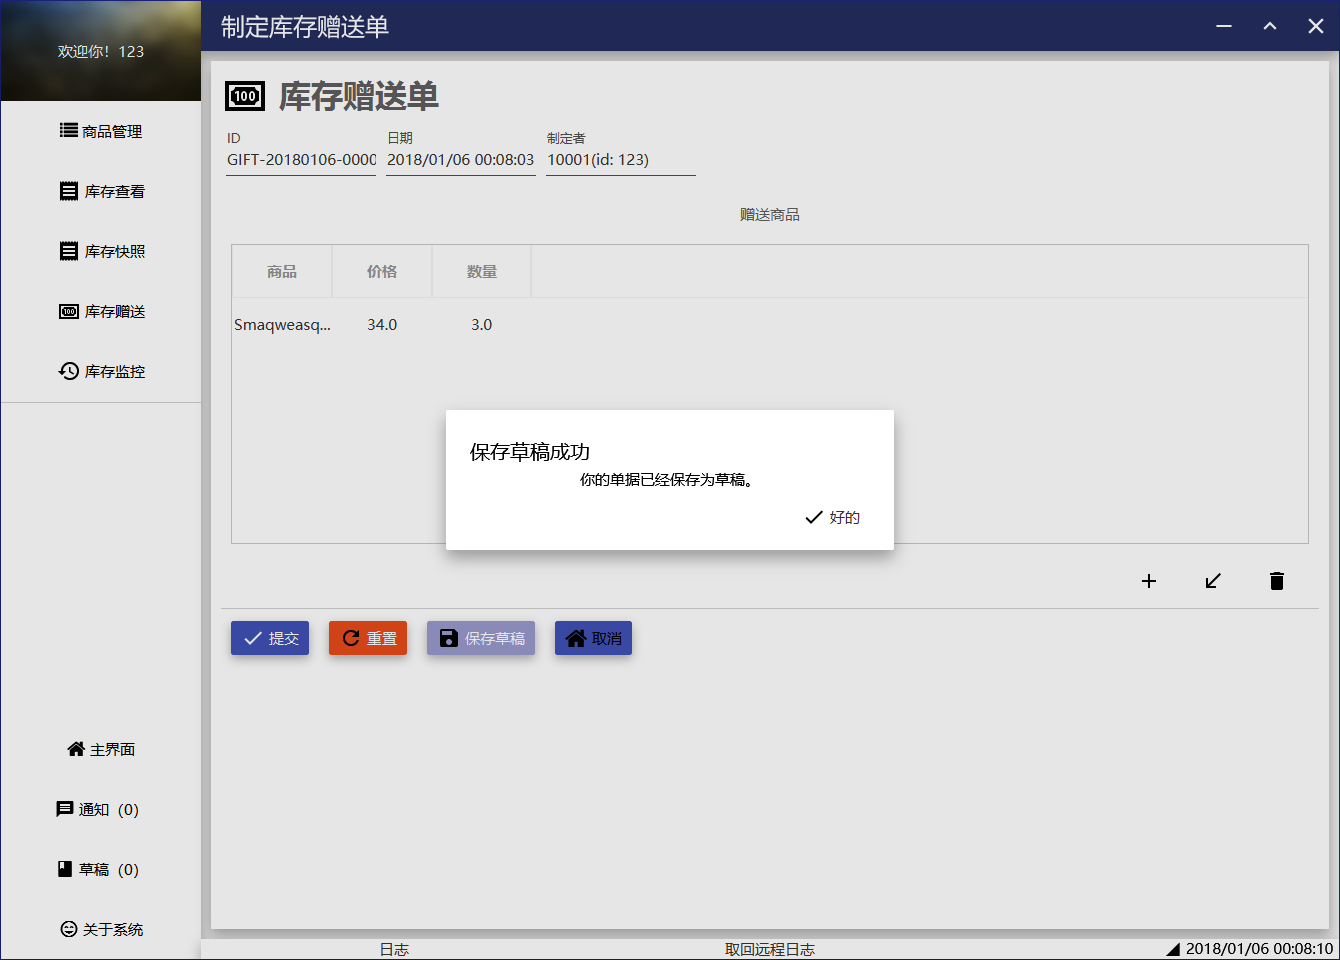 欢迎你！123
制定库存赠送单
商品管理
库存查看
库存快照
库存赠送
库存监控
主界面
通知（0）
草稿（0）
关于系统
100 库存赠送单
ID 日期 制定者
GIFT-20180106-0000 2018/01/06 00:08:03 10001(id: 123)
赠送商品
商品 价格 数量
Smaqweasq... 34.0 3.0
保存草稿成功
你的单据已经保存为草稿。
好的
提交 重置 保存草稿 取消
日志 取回远程日志 2018/01/06 00:08:10